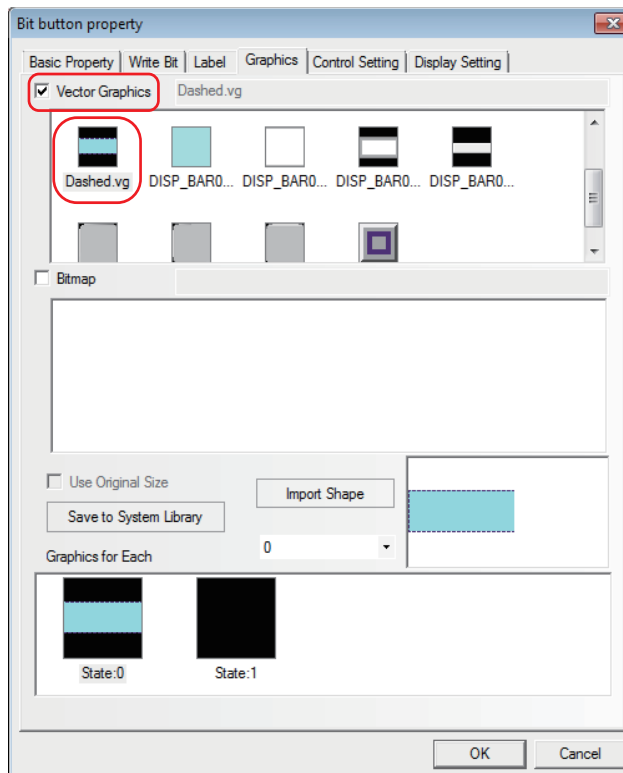 Bit button property
Basic Property Write Bit Label Graphics Control Setting Display Setting
Vector Graphics Dashed.vg
Dashed.vg DISP_BAR0... DISP_BAR0... DISP_BAR0... DISP_BAR0...
Bitmap
Use Original Size
Import Shape
Save to System Library
0
Graphics for Each
State:0 State:1
OK Cancel